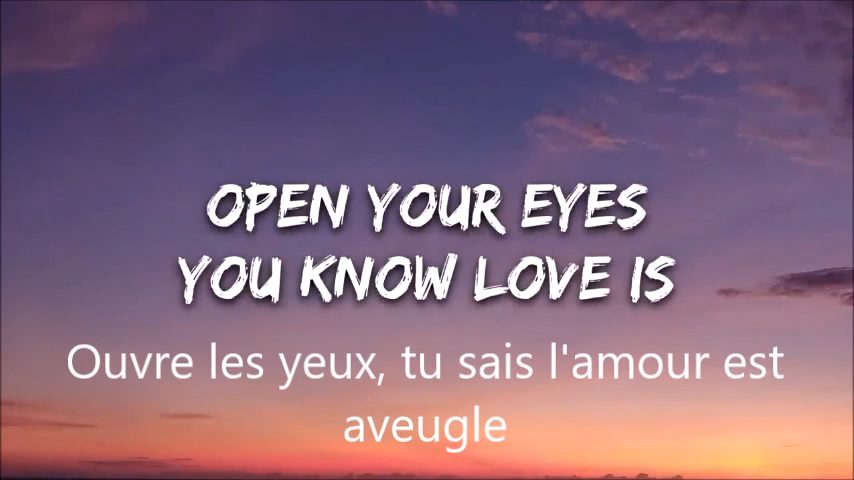 OPEN YOUR EYES
YOU KNOW LOVE IS
Ouvre les yeux, tu sais l'amour est
aveugle